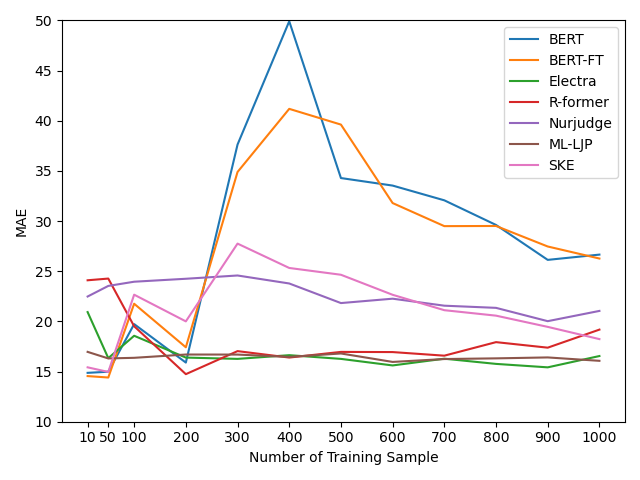 50
45
40
35
30
25
20
15
10
MAE
10 50 100 200 300 400 500 600 700 800 900 1000
Number of Training Sample
BERT
BERT-FT
Electra
R-former
Nurjudge
ML-LJP
SKE